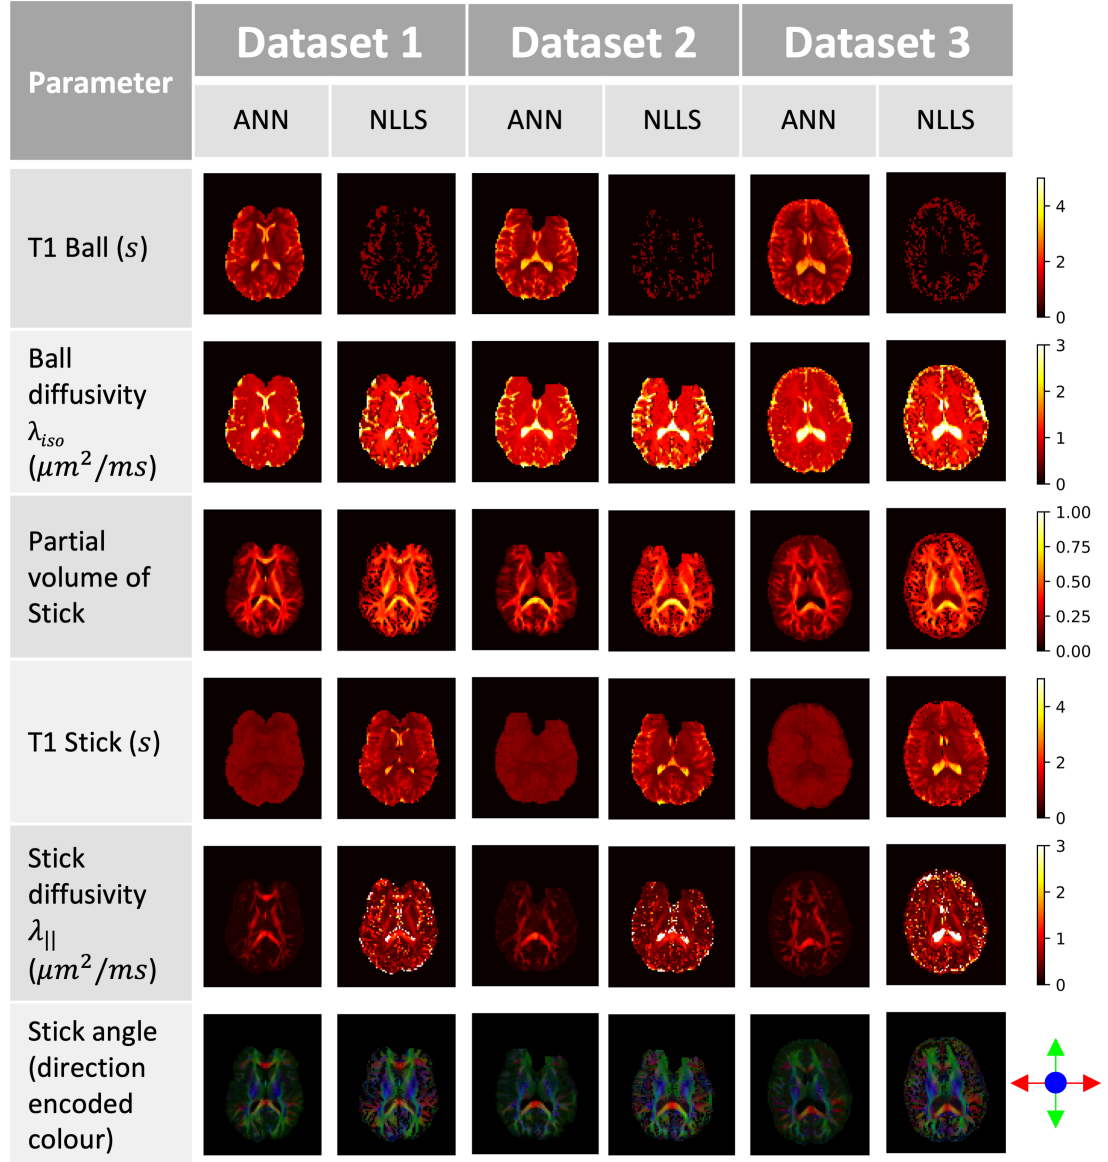 Parameter
Dataset 1
Dataset 2
Dataset 3
ANN
NLLS
ANN
NLLS
ANN
NLLS
T1 Ball (s)
4
2
0
Ball
diffusivity
λiso
(μm²/ms)
3
2
1
0
Partial
volume of
Stick
1.00
0.75
0.50
0.25
0.00
T1 Stick (s)
4
2
0
Stick
diffusivity
λ||
(μm²/ms)
3
2
1
0
Stick angle
(direction
encoded
colour)